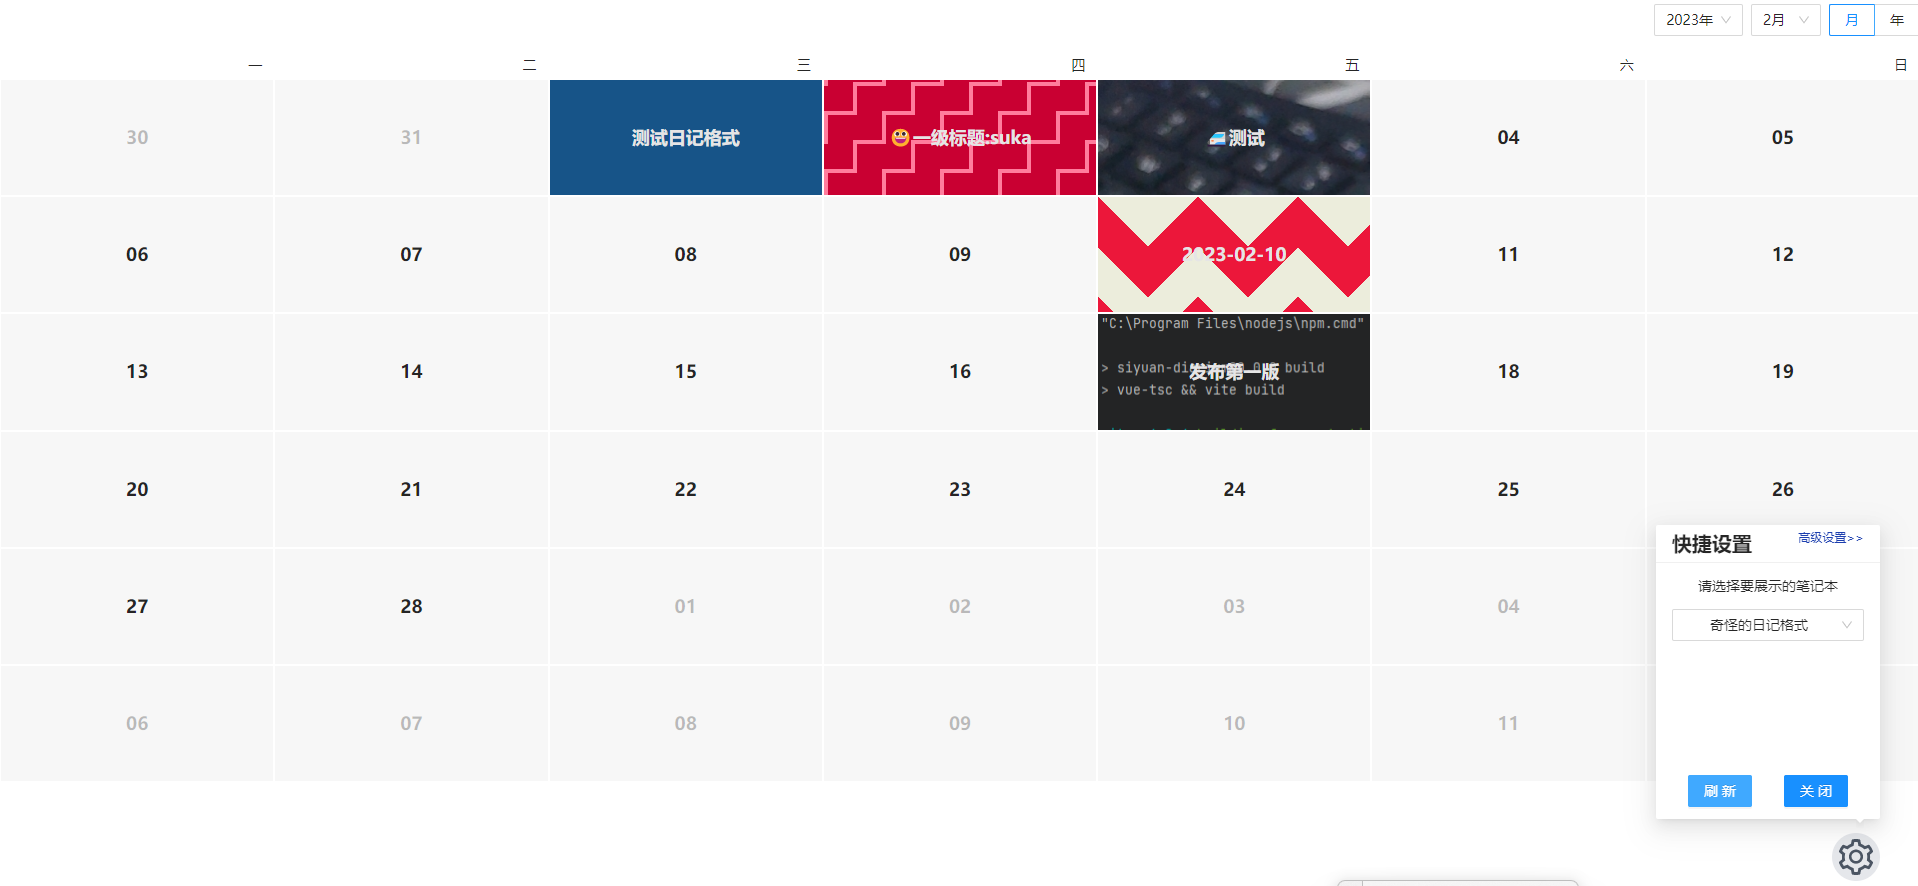 2023年 2月 月 年
一 二 三 四 五 六 日
30 31 测试日记格式 😃一级标题:suka 🚄测试 04 05
06 07 08 09 2023-02-10 11 12
"C:\Program Files\nodejs\npm.cmd"
> build
13 14 15 16 发布第一版 18 19
> vue-tsc && vite build
20 21 22 23 24 25 26
快捷设置 高级设置>>
请选择要展示的笔记本
27 28 01 02 03 04
奇怪的日记格式
06 07 08 09 10 11
刷 新 关 闭